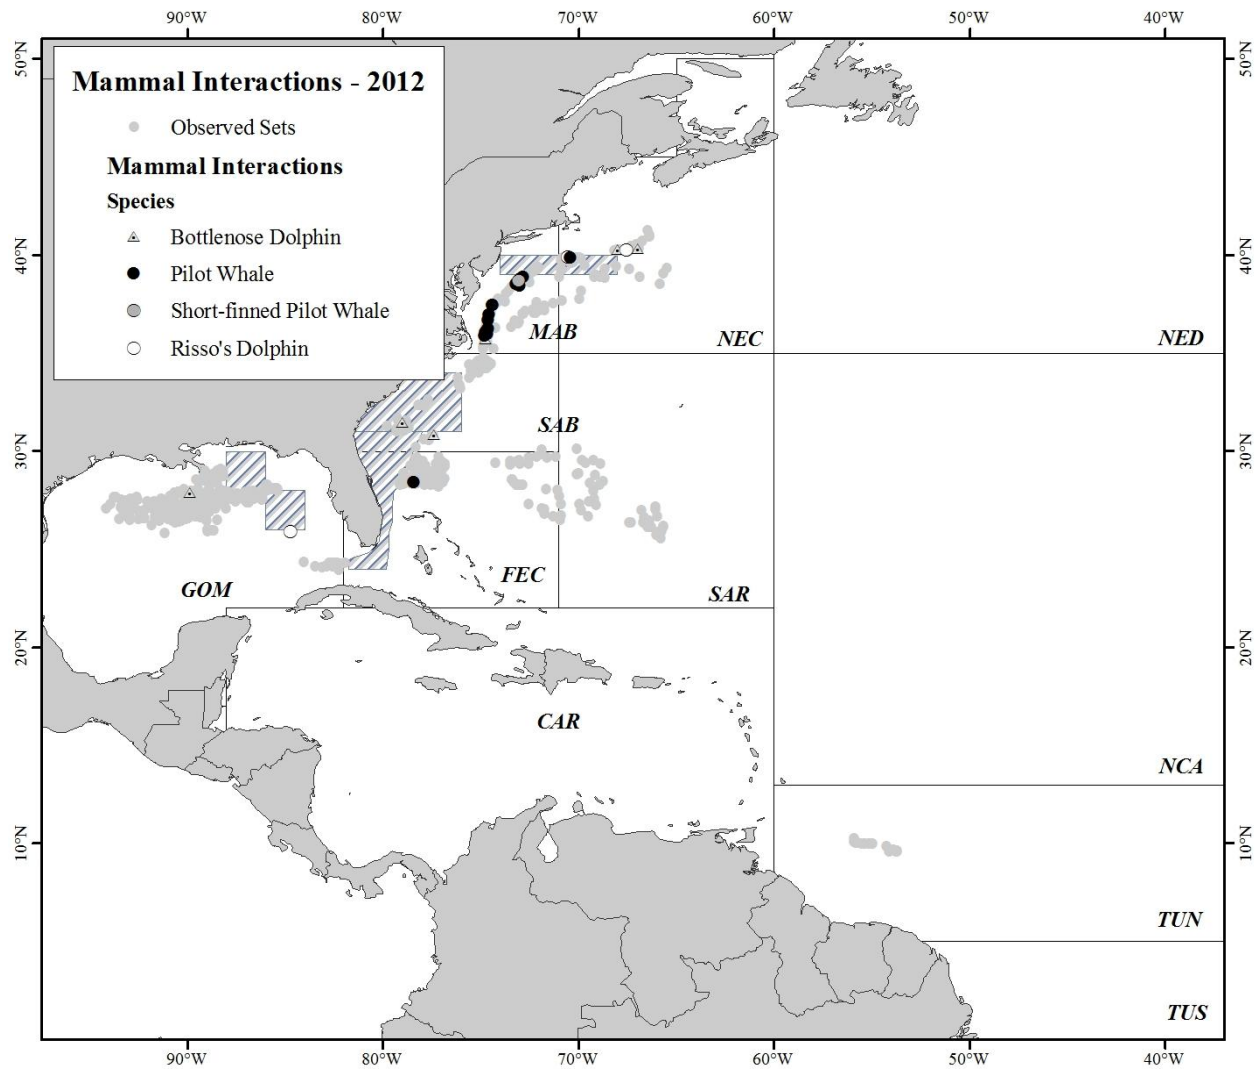 90°W 80°W 70°W 60°W 50°W 40°W
50°N 50°N
Mammal Interactions - 2012
Observed Sets
Mammal Interactions
Species
Bottlenose Dolphin
Pilot Whale
Short-finned Pilot Whale
Risso's Dolphin
40°N 40°N
MAB NEC NED
SAB
30°N 30°N
GOM FEC SAR
20°N 20°N
CAR
NCA
10°N 10°N
TUN
TUS
90°W 80°W 70°W 60°W 50°W 40°W